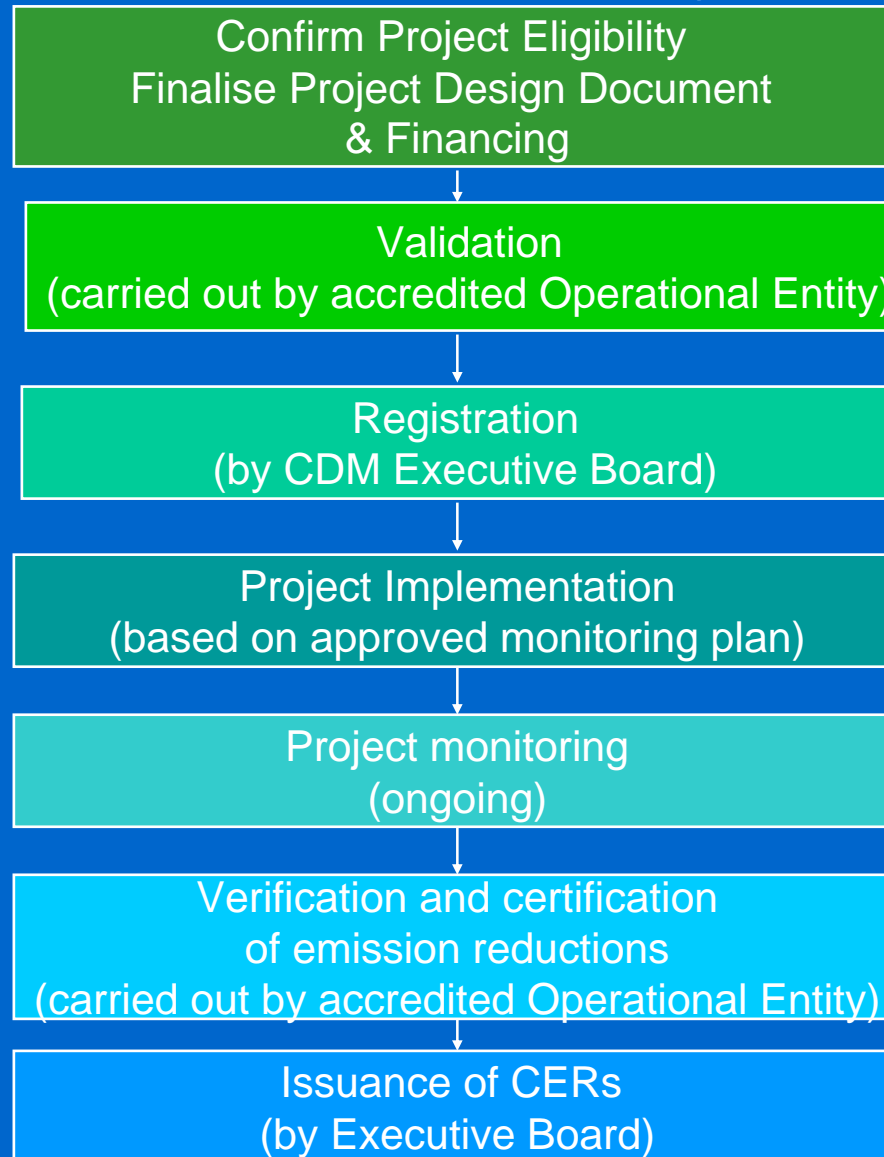 Confirm Project Eligibility
Finalise Project Design Document
& Financing
Validation
(carried out by accredited Operational Entity)
Registration
(by CDM Executive Board)
Project Implementation
(based on approved monitoring plan)
Project monitoring
(ongoing)
Verification and certification
of emission reductions
(carried out by accredited Operational Entity)
Issuance of CERs
(by Executive Board)